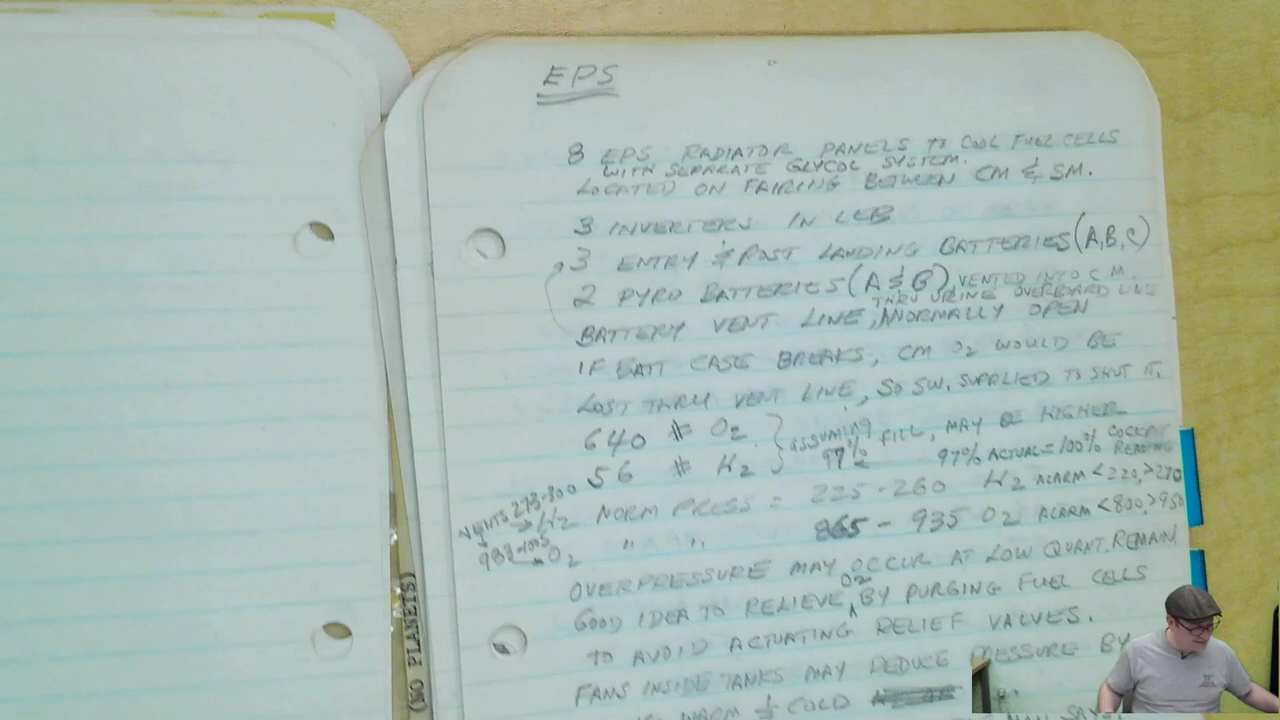 EPS
8 EPS RADIATOR PANELS TO COOL FUEL CELLS
WITH SEPARATE GLYCOL SYSTEM.
LOCATED ON FAIRING BETWEEN CM & SM.
3 INVERTERS IN LEB
3 ENTRY & POST LANDING BATTERIES (A, B, C)
2 PYRO BATTERIES (A & B), VENTED INTO C.M.
THRU URINE OVERBOARD LINE
BATTERY VENT LINE, NORMALLY OPEN
IF BATT CASE BREAKS, CM O2 WOULD BE
LOST THRU VENT LINE, SO SW. SUPPLIED TO SHUT IT.
640 # O2 } ASSUMING FILL, MAY BE HIGHER
56 # H2 } 97% 97% ACTUAL = 100% COCKPIT READING
VENTS 273-300 → H2 NORM PRESS = 225-260 H2 ALARM <220, >270
983-1005 → O2 " " 865 - 935 O2 ALARM <800, >950
OVERPRESSURE MAY OCCUR AT LOW QUANT. REMAIN
GOOD IDEA TO RELIEVE O2 BY PURGING FUEL CELLS
TO AVOID ACTUATING RELIEF VALVES.
FANS INSIDE TANKS MAY REDUCE PRESSURE BY
WARM & COLD
(NO PLANETS)